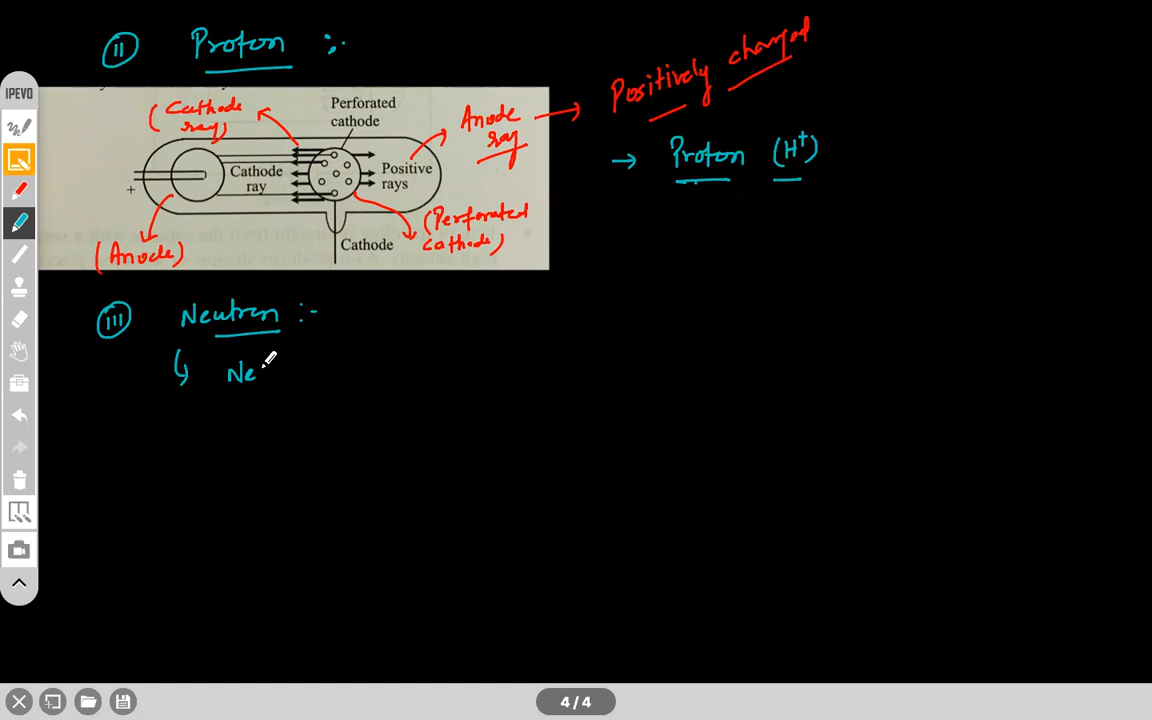 (ii) Proton :-
IPEVO
Perforated
cathode
(Cathode
ray)
Anode
ray
Positively charged
→ Proton (H⁺)
+
Cathode
ray
Positive
rays
(Perforated
cathode)
Cathode
(Anode)
(iii) Neutron :-
Ne
4/4